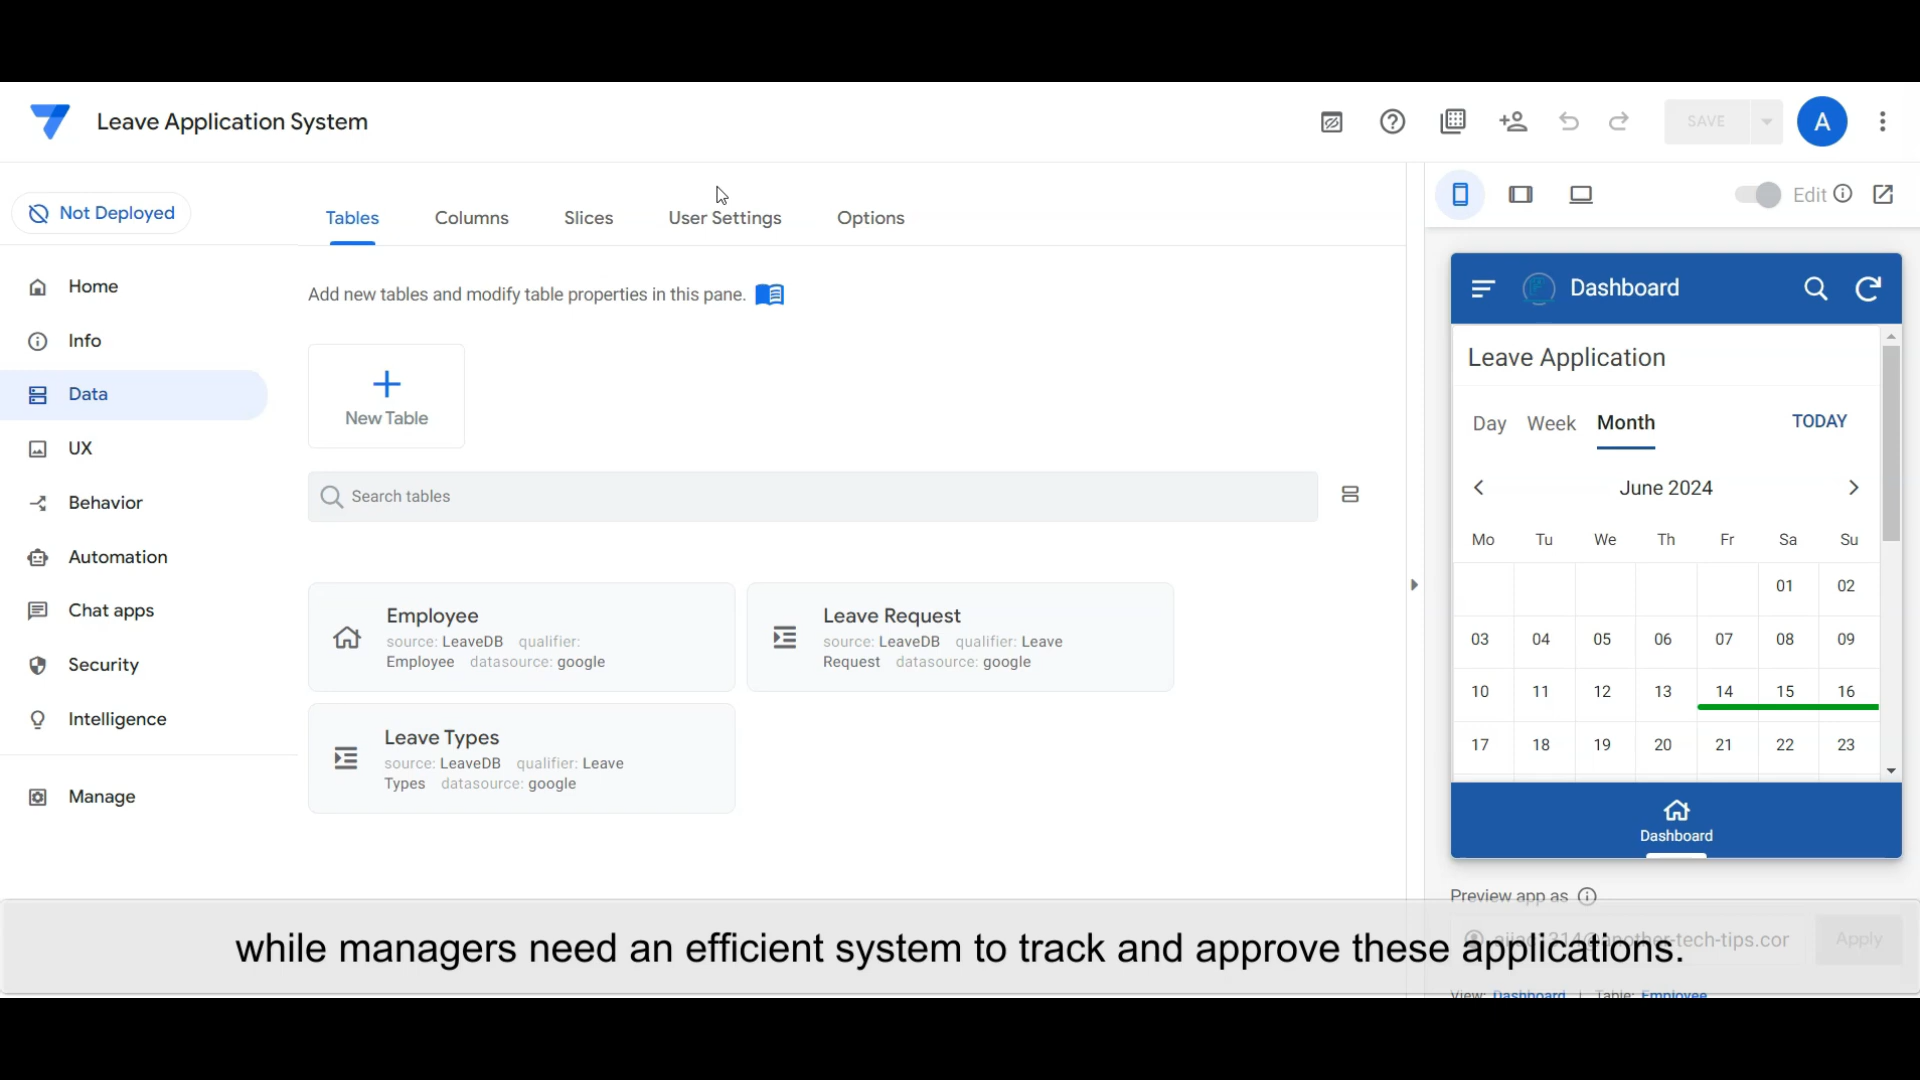 Leave Application System
SAVE
A
Not Deployed
Tables
Columns
Slices
User Settings
Options
Edit
Home
Info
Data
UX
Behavior
Automation
Chat apps
Security
Intelligence
Manage
Add new tables and modify table properties in this pane.
New Table
Search tables
Employee
source: LeaveDB qualifier:
Employee datasource: google
Leave Request
source: LeaveDB qualifier: Leave
Request datasource: google
Leave Types
source: LeaveDB qualifier: Leave
Types datasource: google
Dashboard
Leave Application
Day Week Month TODAY
June 2024
Mo Tu We Th Fr Sa Su
01 02
03 04 05 06 07 08 09
10 11 12 13 14 15 16
17 18 19 20 21 22 23
Dashboard
Preview app as
Apply
while managers need an efficient system to track and approve these applications.
View: Dashboard | Table: Employee